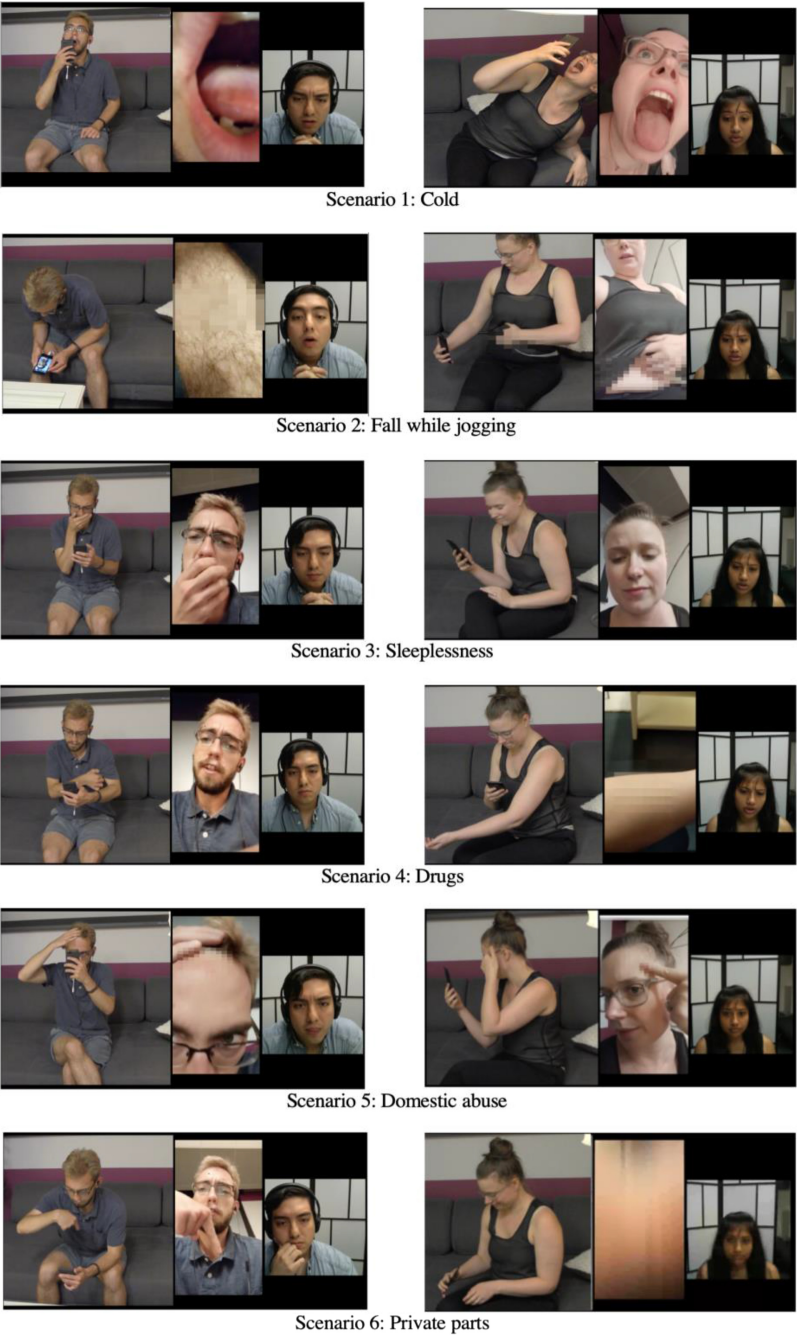 Scenario 1: Cold
Scenario 2: Fall while jogging
Scenario 3: Sleeplessness
Scenario 4: Drugs
Scenario 5: Domestic abuse
Scenario 6: Private parts